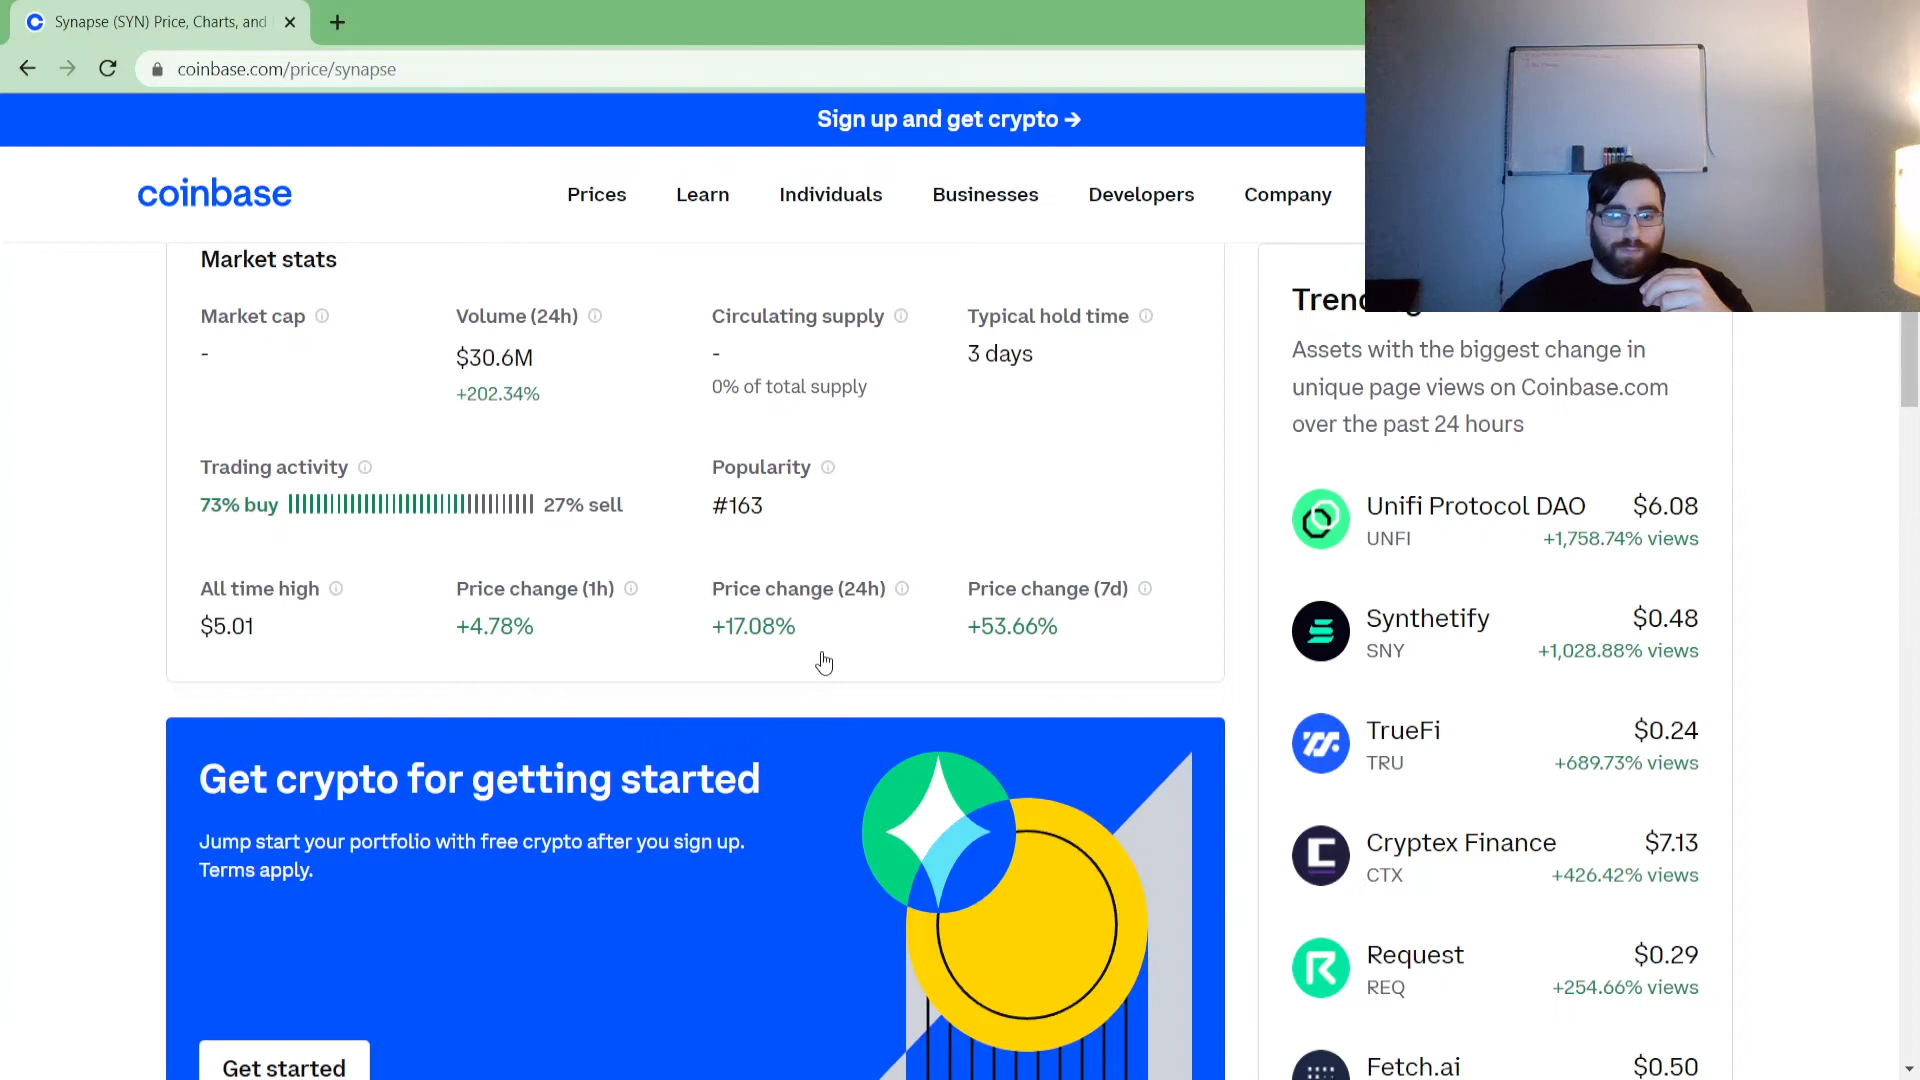 Synapse (SYN) Price, Charts, and
coinbase.com/price/synapse
Sign up and get crypto →
coinbase
Prices
Learn
Individuals
Businesses
Developers
Company
Market stats
Market cap
-
Volume (24h)
$30.6M
+202.34%
Circulating supply
-
0% of total supply
Typical hold time
3 days
Trading activity
73% buy
27% sell
Popularity
#163
All time high
$5.01
Price change (1h)
+4.78%
Price change (24h)
+17.08%
Price change (7d)
+53.66%
Get crypto for getting started
Jump start your portfolio with free crypto after you sign up.
Terms apply.
Get started
Assets with the biggest change in
unique page views on Coinbase.com
over the past 24 hours
Unifi Protocol DAO $6.08
UNFI +1,758.74% views
Synthetify $0.48
SNY +1,028.88% views
TrueFi $0.24
TRU +689.73% views
Cryptex Finance $7.13
CTX +426.42% views
Request $0.29
REQ +254.66% views
Fetch.ai $0.50